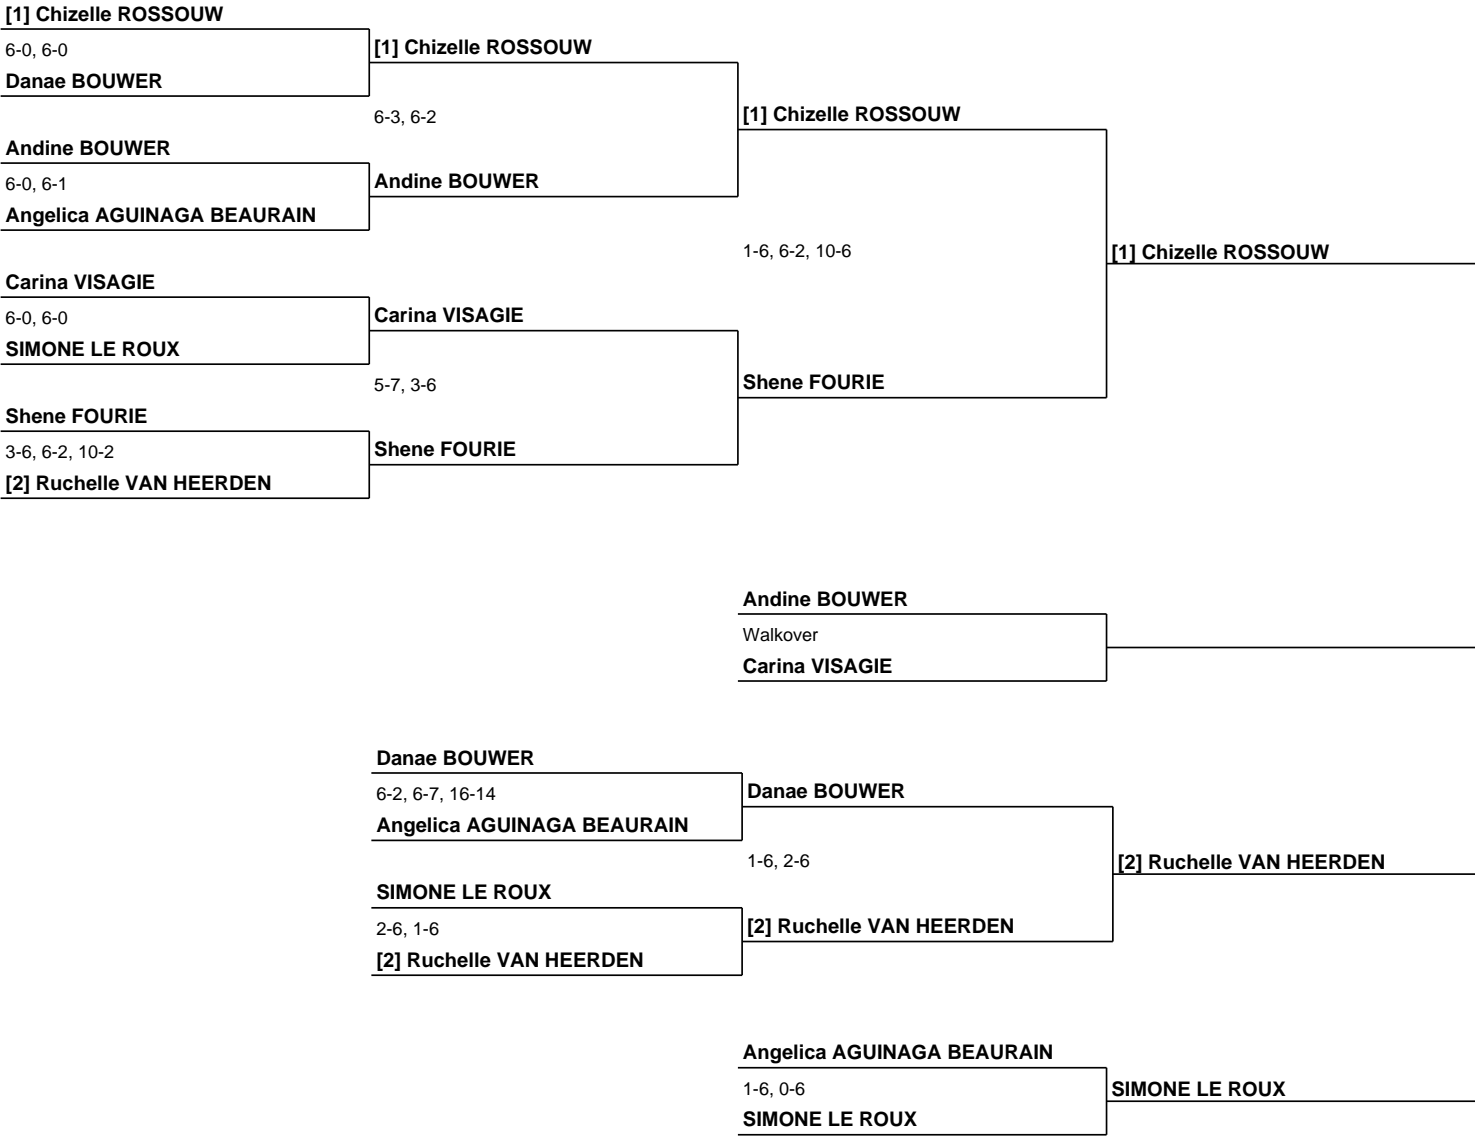 [1] Chizelle ROSSOUW
6-0, 6-0
Danae BOUWER
[1] Chizelle ROSSOUW
6-3, 6-2
Andine BOUWER
6-0, 6-1
Angelica AGUINAGA BEAURAIN
Andine BOUWER
[1] Chizelle ROSSOUW
1-6, 6-2, 10-6
[1] Chizelle ROSSOUW
Carina VISAGIE
6-0, 6-0
SIMONE LE ROUX
Carina VISAGIE
5-7, 3-6
Shene FOURIE
Shene FOURIE
3-6, 6-2, 10-2
[2] Ruchelle VAN HEERDEN
Shene FOURIE
Andine BOUWER
Walkover
Carina VISAGIE
Danae BOUWER
6-2, 6-7, 16-14
Angelica AGUINAGA BEAURAIN
Danae BOUWER
1-6, 2-6
[2] Ruchelle VAN HEERDEN
SIMONE LE ROUX
2-6, 1-6
[2] Ruchelle VAN HEERDEN
[2] Ruchelle VAN HEERDEN
Angelica AGUINAGA BEAURAIN
1-6, 0-6
SIMONE LE ROUX
SIMONE LE ROUX